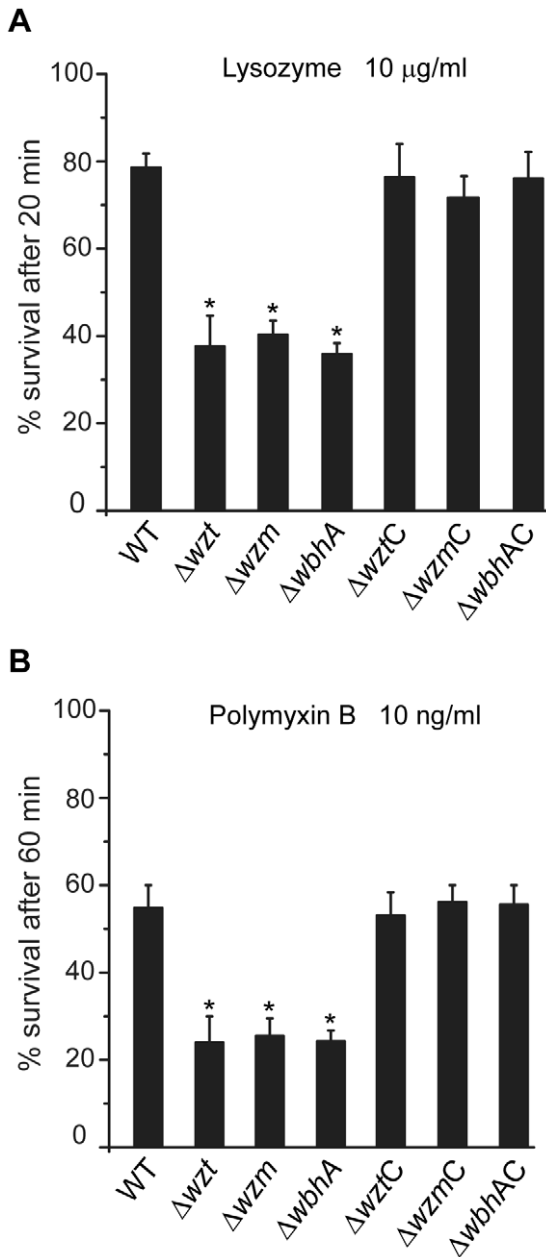 A
Lysozyme 10 μg/ml
% survival after 20 min
100
80
60
40
20
0
* * *
WT Δwzt Δwzm ΔwbhA ΔwztC ΔwzmC ΔwbhAC
B
Polymyxin B 10 ng/ml
% survival after 60 min
100
80
60
40
20
0
* * *
WT Δwzt Δwzm ΔwbhA ΔwztC ΔwzmC ΔwbhAC